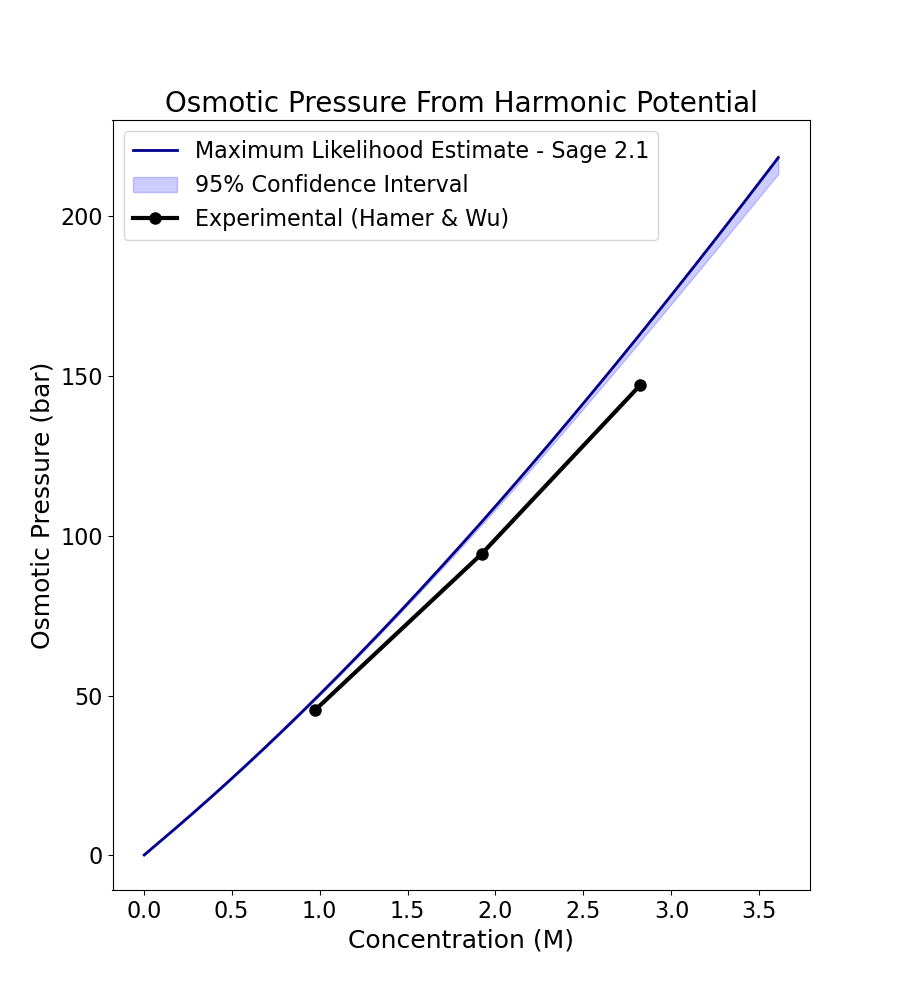 Osmotic Pressure From Harmonic Potential
Maximum Likelihood Estimate - Sage 2.1
95% Confidence Interval
Experimental (Hamer & Wu)
Osmotic Pressure (bar)
200
150
100
50
0
0.0 0.5 1.0 1.5 2.0 2.5 3.0 3.5
Concentration (M)